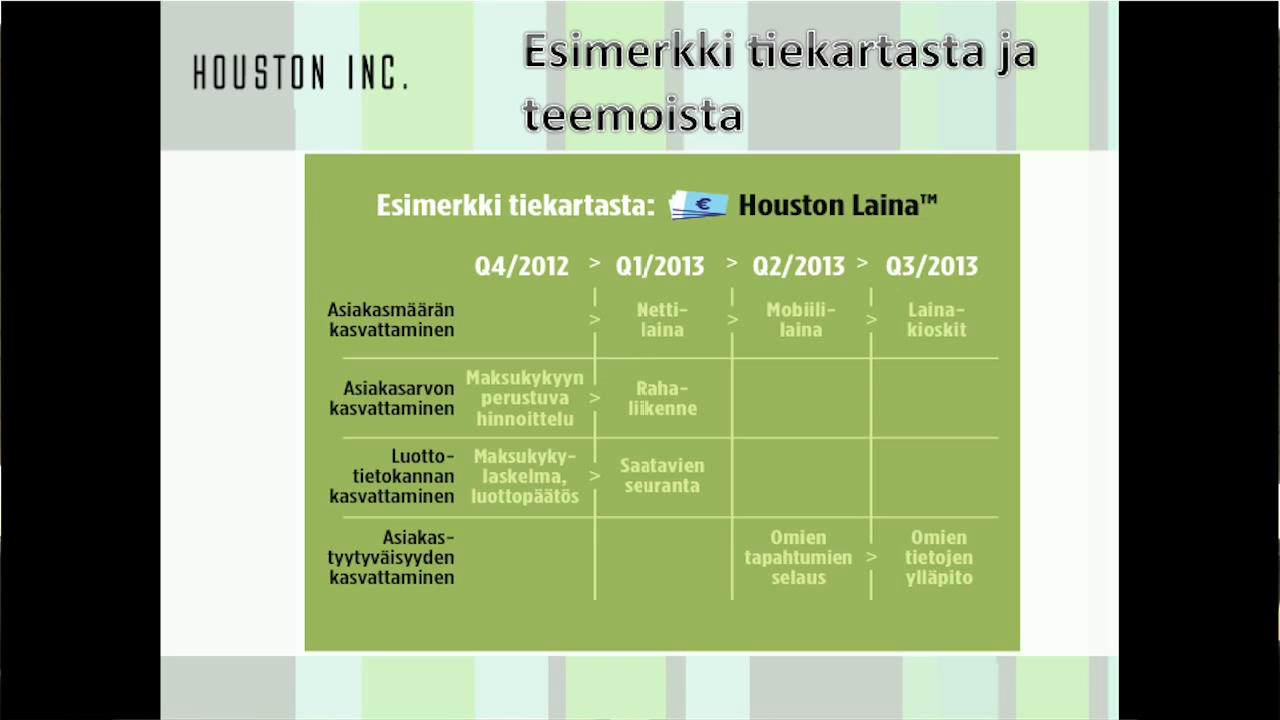 HOUSTON INC.
Esimerkki tiekartasta ja
teemoista
Esimerkki tiekartasta: € Houston Laina™
Q4/2012 > Q1/2013 > Q2/2013 > Q3/2013
Asiakasmäärän
kasvattaminen
>
Netti-
laina
>
Mobiili-
laina
>
Laina-
kioskit
Asiakasarvon
kasvattaminen
Maksukykyyn
perustuva
hinnoittelu
>
Raha-
liikenne
Luotto-
tietokannan
kasvattaminen
Maksukyky-
laskelma,
luottopäätös
>
Saatavien
seuranta
Asiakas-
tyytyväisyyden
kasvattaminen
Omien
tapahtumien
selaus
>
Omien
tietojen
ylläpito